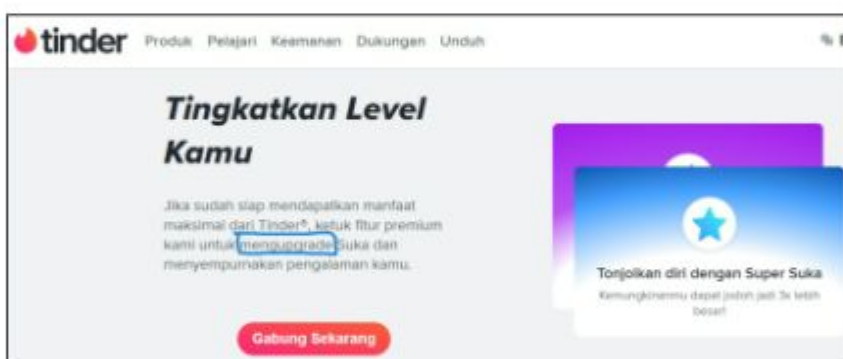 tinder Produk Pelajari Keamanan Dukungan Unduh
Tingkatkan Level
Kamu
Jika sudah siap mendapatkan manfaat
maksimal dari Tinder®, ketuk fitur premium
kami untuk mengupgrade Suka dan
menyempurnakan pengalaman kamu.
Gabung Sekarang
Tonjolkan diri dengan Super Suka
Kemungkinanmu dapat jodoh jadi 3x lebih
besar!